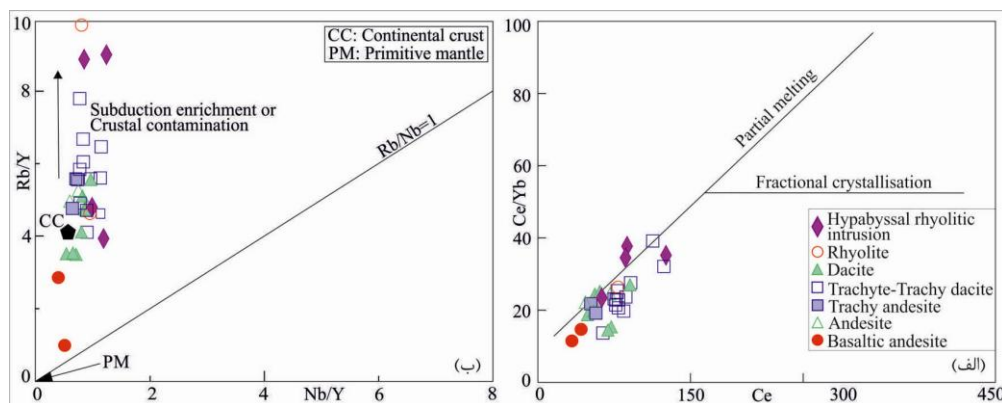 10
8
6
4
0
Rb/Y
CC: Continental crust
PM: Primitive mantle
Subduction enrichment or
Crustal contamination
Rb/Nb=1
CC
PM
(ب)
0
2
4
6
8
Nb/Y
100
80
60
40
20
0
Ce/Yb
Partial melting
Fractional crystallisation
Hypabyssal rhyolitic
intrusion
Rhyolite
Dacite
Trachyte-Trachy dacite
Trachy andesite
Andesite
Basaltic andesite
(الف)
150
300
450
Ce